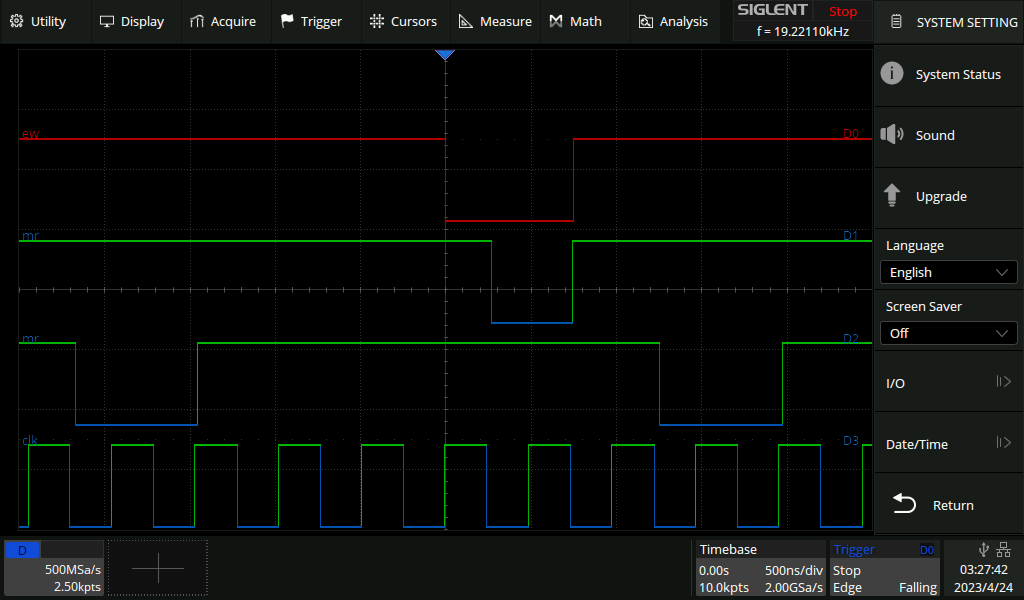 Utility Display Acquire Trigger Cursors Measure Math Analysis SIGLENT Stop
f = 19.22110kHz
SYSTEM SETTING
System Status
Sound
Upgrade
Language
English
Screen Saver
Off
I/O
Date/Time
Return
ew D0
mr D1
mr D2
clk D3
D
500MSa/s
2.50kpts
Timebase
0.00s 500ns/div
10.0kpts 2.00GSa/s
Trigger D0
Stop
Edge Falling
03:27:42
2023/4/24